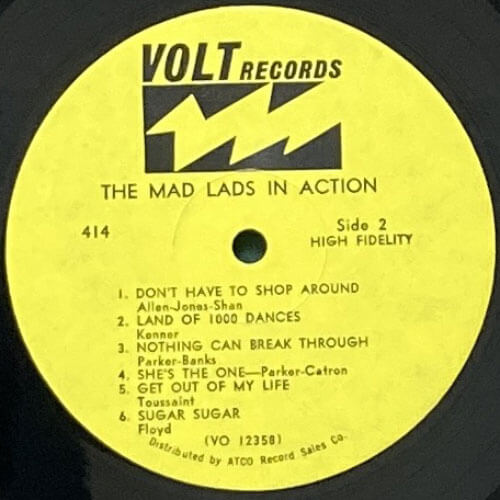 VOLT RECORDS
THE MAD LADS IN ACTION
414
Side 2
HIGH FIDELITY
1. DON'T HAVE TO SHOP AROUND
Allen-Jones-Shan
2. LAND OF 1000 DANCES
Kenner
3. NOTHING CAN BREAK THROUGH
Parker-Banks
4. SHE'S THE ONE—Parker-Catron
5. GET OUT OF MY LIFE
Toussaint
6. SUGAR SUGAR
Floyd
(VO 12358)
Distributed by ATCO Record Sales Co.